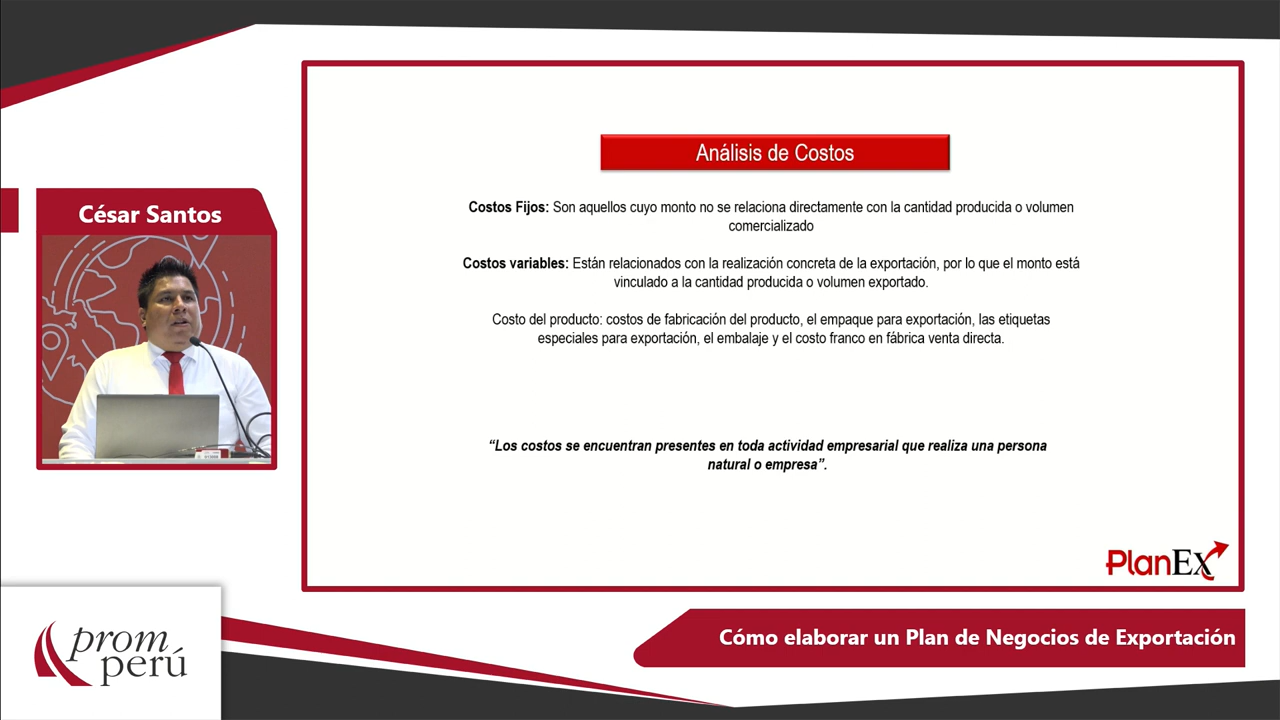 César Santos
Análisis de Costos
Costos Fijos: Son aquellos cuyo monto no se relaciona directamente con la cantidad producida o volumen
comercializado
Costos variables: Están relacionados con la realización concreta de la exportación, por lo que el monto está
vinculado a la cantidad producida o volumen exportado.
Costo del producto: costos de fabricación del producto, el empaque para exportación, las etiquetas
especiales para exportación, el embalaje y el costo franco en fábrica venta directa.
“Los costos se encuentran presentes en toda actividad empresarial que realiza una persona
natural o empresa”.
PlanEx
Cómo elaborar un Plan de Negocios de Exportación
prom
perú